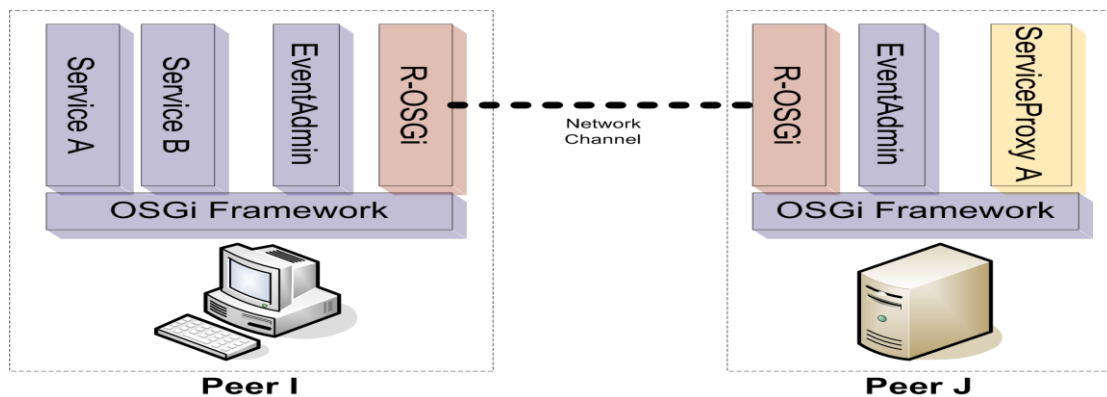 Service A
Service B
EventAdmin
R-OSGi
OSGi Framework
Peer I
Network
Channel
R-OSGi
EventAdmin
ServiceProxy A
OSGi Framework
Peer J